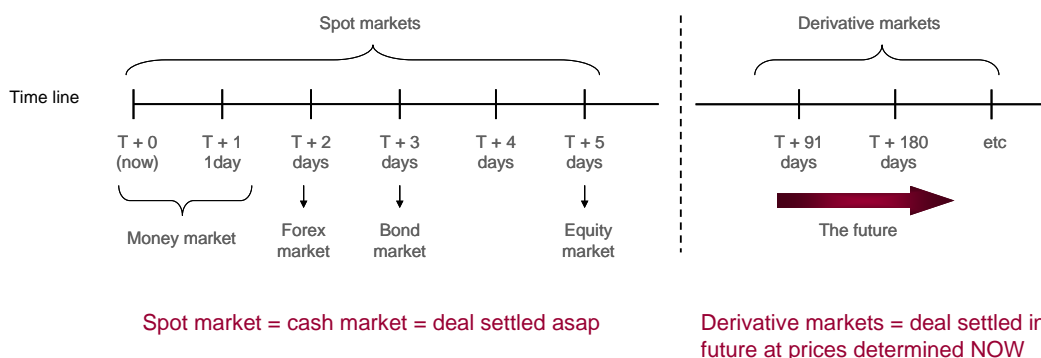 Spot markets
Derivative markets
Time line
T + 0
(now)
T + 1
1day
T + 2
days
T + 3
days
T + 4
days
T + 5
days
T + 91
days
T + 180
days
etc
Money market
Forex
market
Bond
market
Equity
market
The future
Spot market = cash market = deal settled asap
Derivative markets = deal settled in
future at prices determined NOW